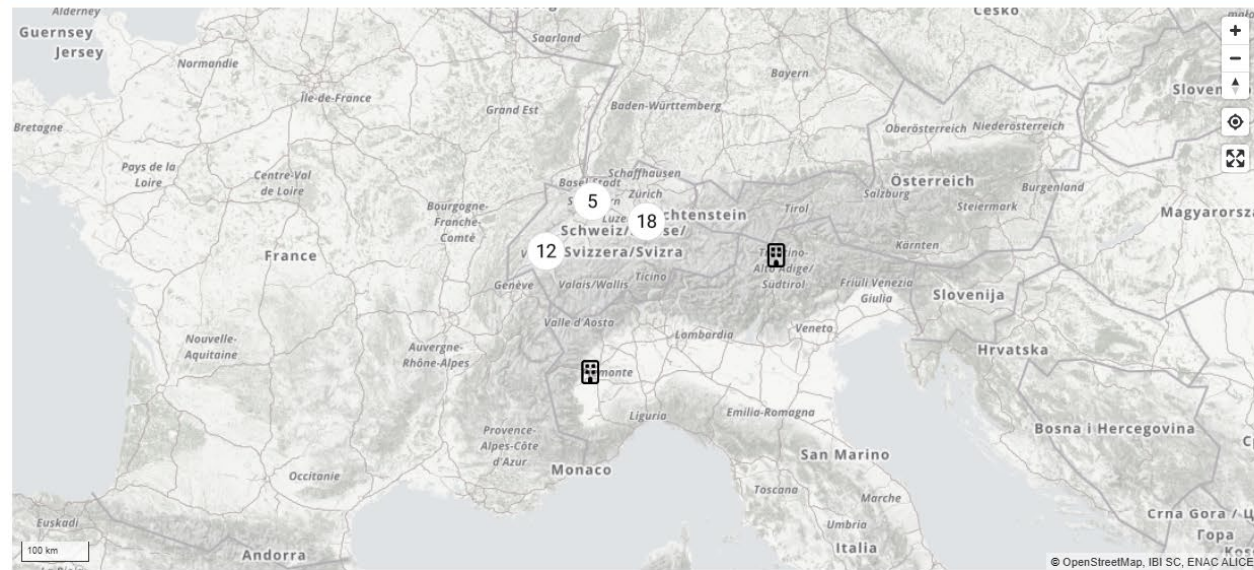 Alderney
Guernsey
Jersey
Česko
Normandie
Saarland
Île-de-France
Grand Est
Baden-Württemberg
Bayern
Bretagne
Oberösterreich
Niederösterreich
Pays de la
Loire
Centre-Val
de Loire
Schaffhausen
Zürich
5
18
12
Bourgogne-
Franche-
Comté
Schweiz/
Svizzera/Svizra
Tirol
Salzburg
Österreich
Steiermark
Burgenland
France
Genève
Valais/Wallis
Ticino
Alto Adige/
Südtirol
Kärnten
Friuli Venezia
Giulia
Slovenija
Valle d'Aosta
Lombardia
Veneto
Hrvatska
Nouvelle-
Aquitaine
Auvergne-
Rhône-Alpes
Liguria
Emilia-Romagna
Bosna i Hercegovina
Provence-
Alpes-Côte
d'Azur
Monaco
San Marino
Occitanie
Toscana
Marche
Euskadi
Andorra
Umbria
Italia
Crna Gora /
Гора
100 km
© OpenStreetMap, IBI SC, ENAC ALICE